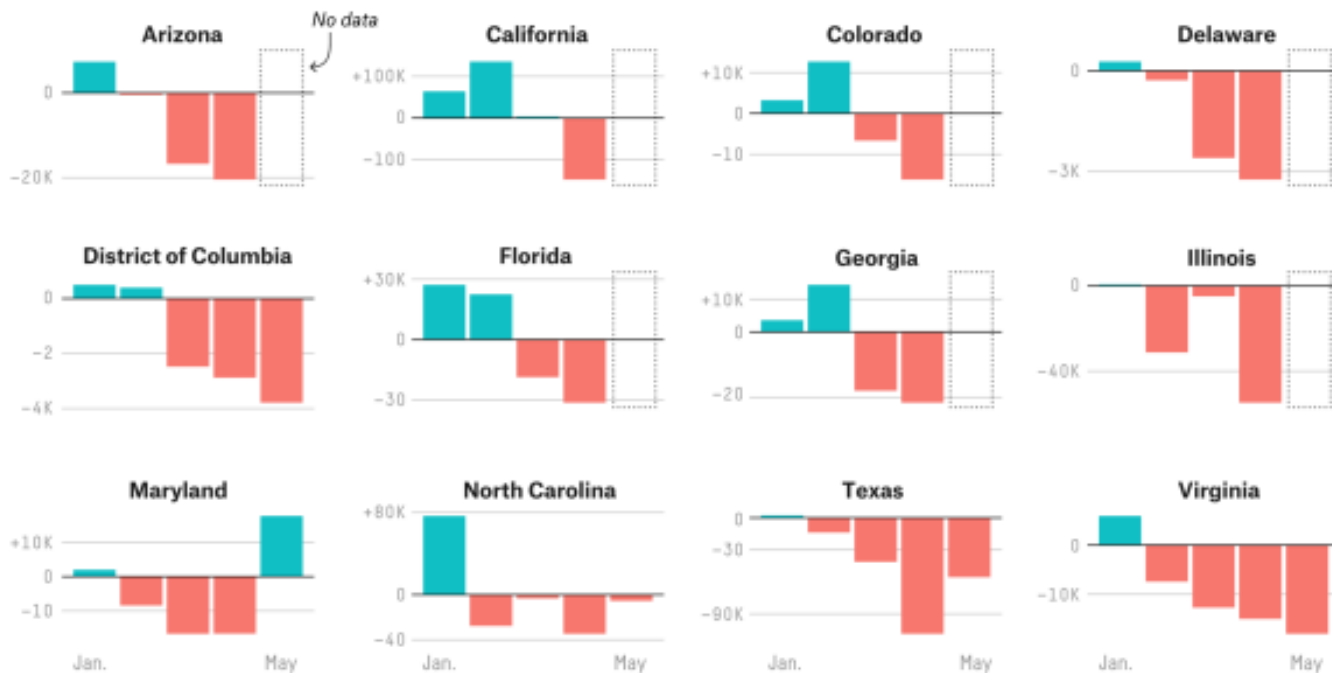 No data
Arizona
0
-20K
California
+100K
0
-100
Colorado
+10K
0
-10
Delaware
0
-3K
District of Columbia
0
-2
-4K
Florida
+30K
0
-30
Georgia
+10K
0
-20
Illinois
0
-40K
Maryland
+10K
0
-10
Jan.
May
North Carolina
+80K
0
-40
Jan.
May
Texas
0
-30
-90K
Jan.
May
Virginia
0
-10K
Jan.
May